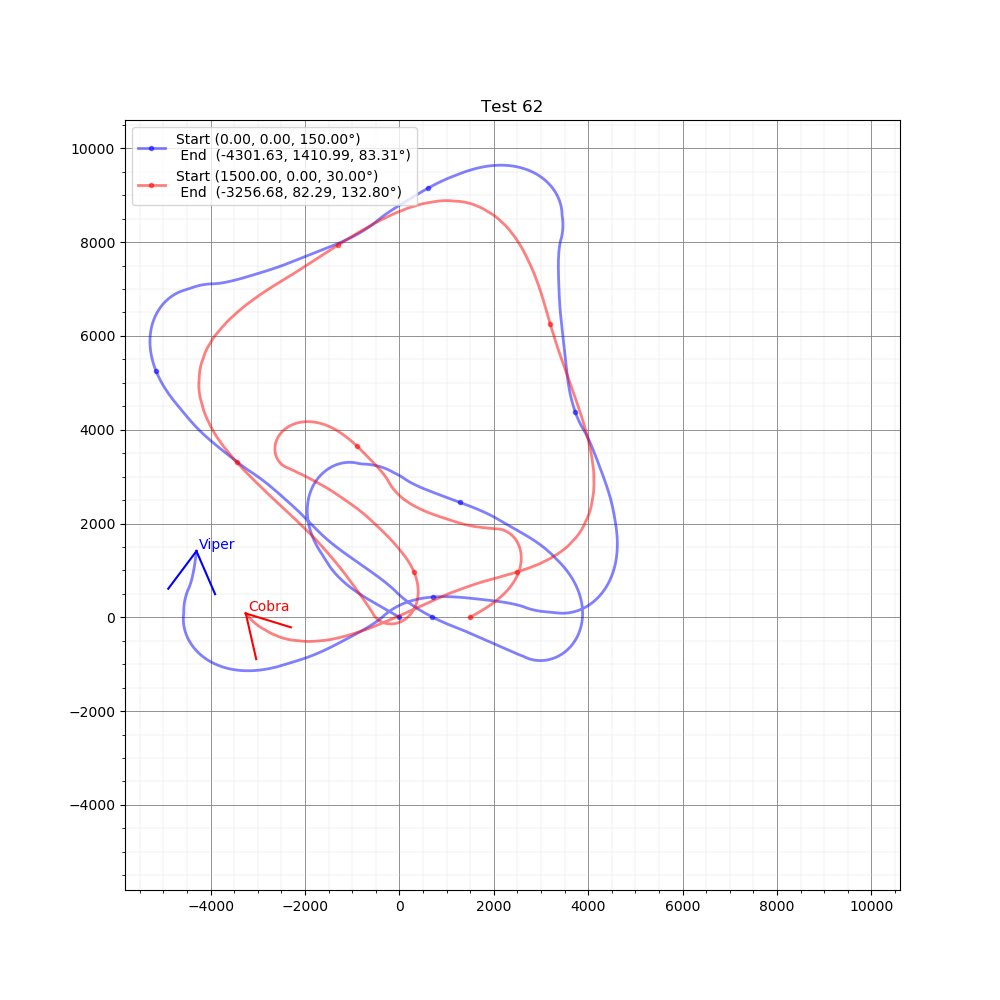 Test 62
Start (0.00, 0.00, 150.00°)
End  (-4301.63, 1410.99, 83.31°)
Start (1500.00, 0.00, 30.00°)
End  (-3256.68, 82.29, 132.80°)
10000
8000
6000
4000
2000
0
−2000
−4000
Viper
Cobra
−4000 −2000 0 2000 4000 6000 8000 10000